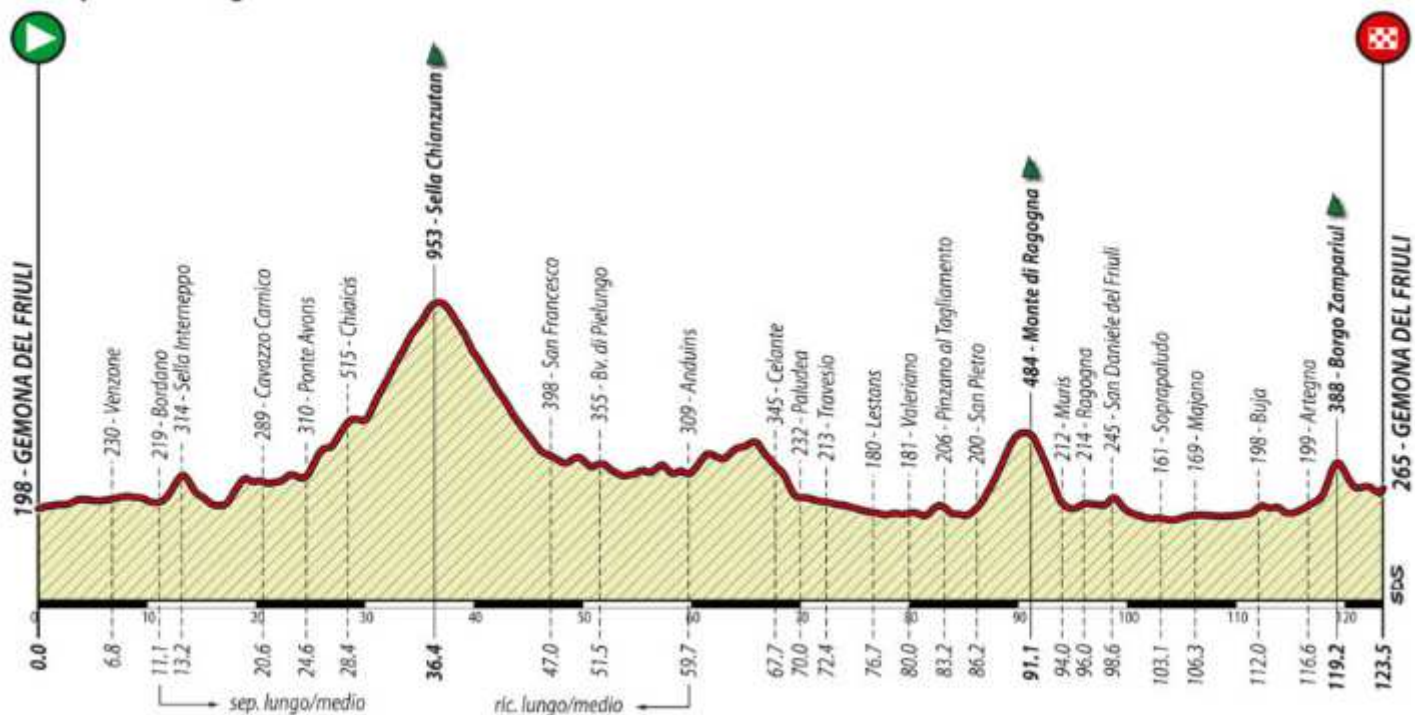 198 - GEMONA DEL FRIULI
230 - Venzone
219 - Bordano
314 - Sella Interneppo
289 - Cavazzo Carnico
310 - Ponte Avons
515 - Chiaicis
953 - Sella Chianzutan
398 - San Francesco
355 - Bv. di Pielungo
309 - Anduins
345 - Celante
232 - Paludea
213 - Travesio
180 - Lestans
181 - Valeriano
206 - Pinzano al Tagliamento
200 - San Pietro
484 - Monte di Ragogna
212 - Muris
214 - Ragogna
245 - San Daniele del Friuli
161 - Soprapaludo
169 - Majano
198 - Buja
199 - Artegna
388 - Borgo Zampariul
265 - GEMONA DEL FRIULI
SDS
0 10 20 30 40 50 60 70 80 90 100 110 120
0.0 6.8 11.1 13.2 20.6 24.6 28.4 36.4 47.0 51.5 59.7 67.7 70.0 72.4 76.7 80.0 83.2 86.2 91.1 94.0 96.0 98.6 103.1 106.3 112.0 116.6 119.2 123.5
sep. lungo/medio
ric. lungo/medio